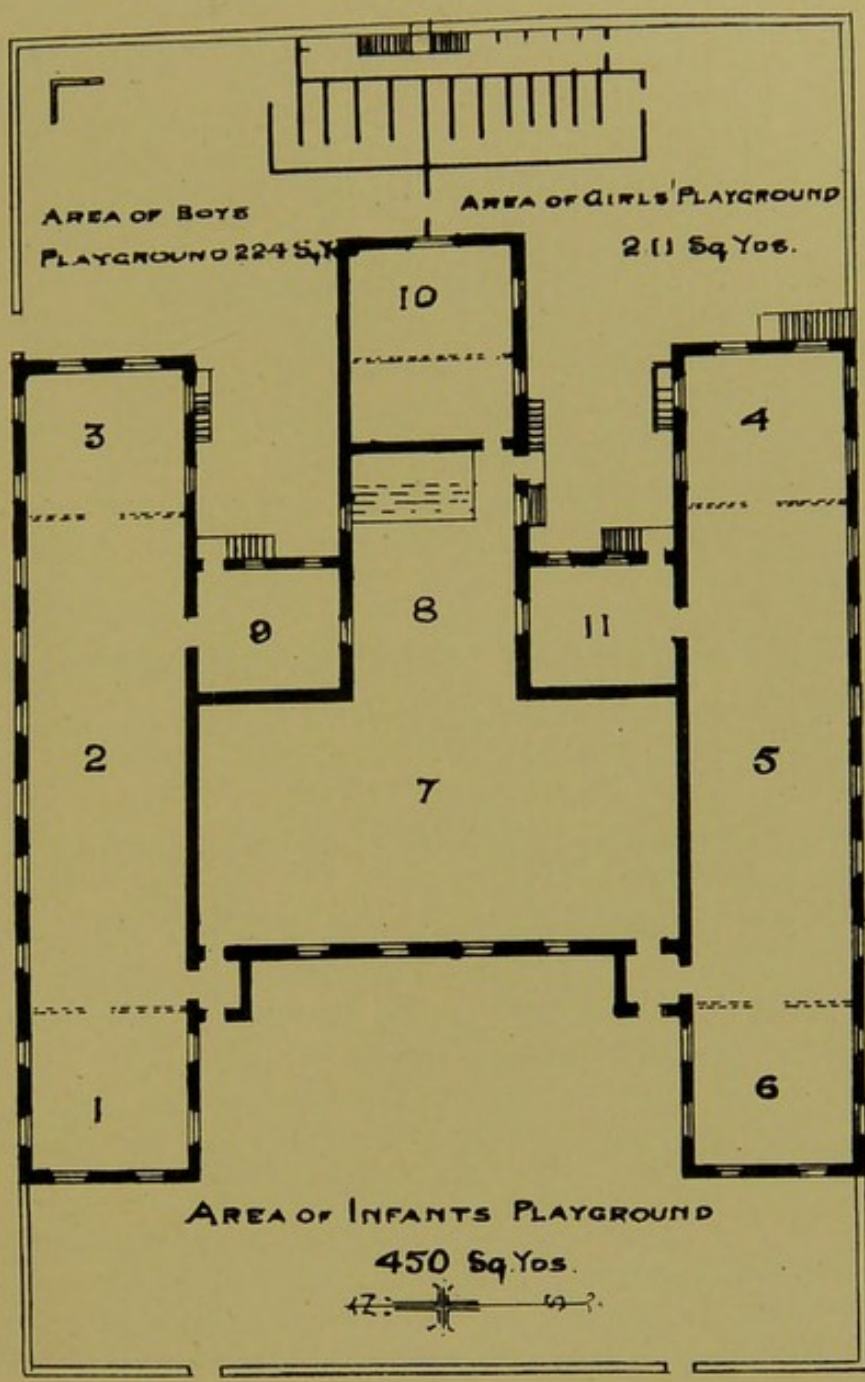 AREA OF BOYS
PLAYGROUND 224 Sq.
AREA OF GIRLS' PLAYGROUND
211 Sq Yds.
10
3
4
9
8
11
2
7
5
1
6
AREA OF INFANTS PLAYGROUND
450 Sq.Yds.
N
S